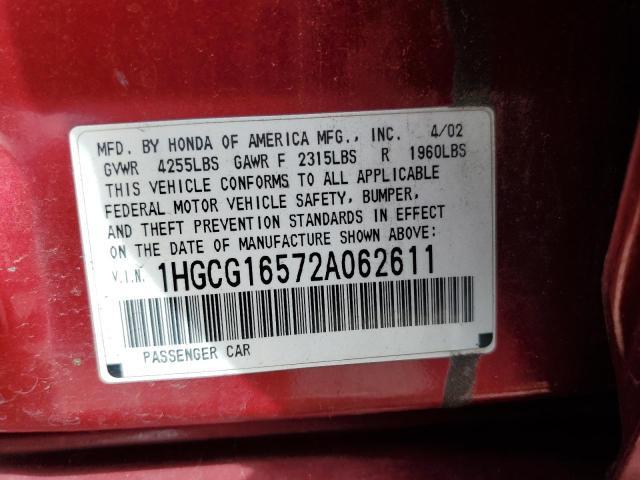 MFD. BY HONDA OF AMERICA MFG., INC. 4/02
GVWR 4255LBS GAWR F 2315LBS R 1960LBS
THIS VEHICLE CONFORMS TO ALL APPLICABLE
FEDERAL MOTOR VEHICLE SAFETY, BUMPER,
AND THEFT PREVENTION STANDARDS IN EFFECT
ON THE DATE OF MANUFACTURE SHOWN ABOVE:
V.I.N. 1HGCG16572A062611
PASSENGER CAR